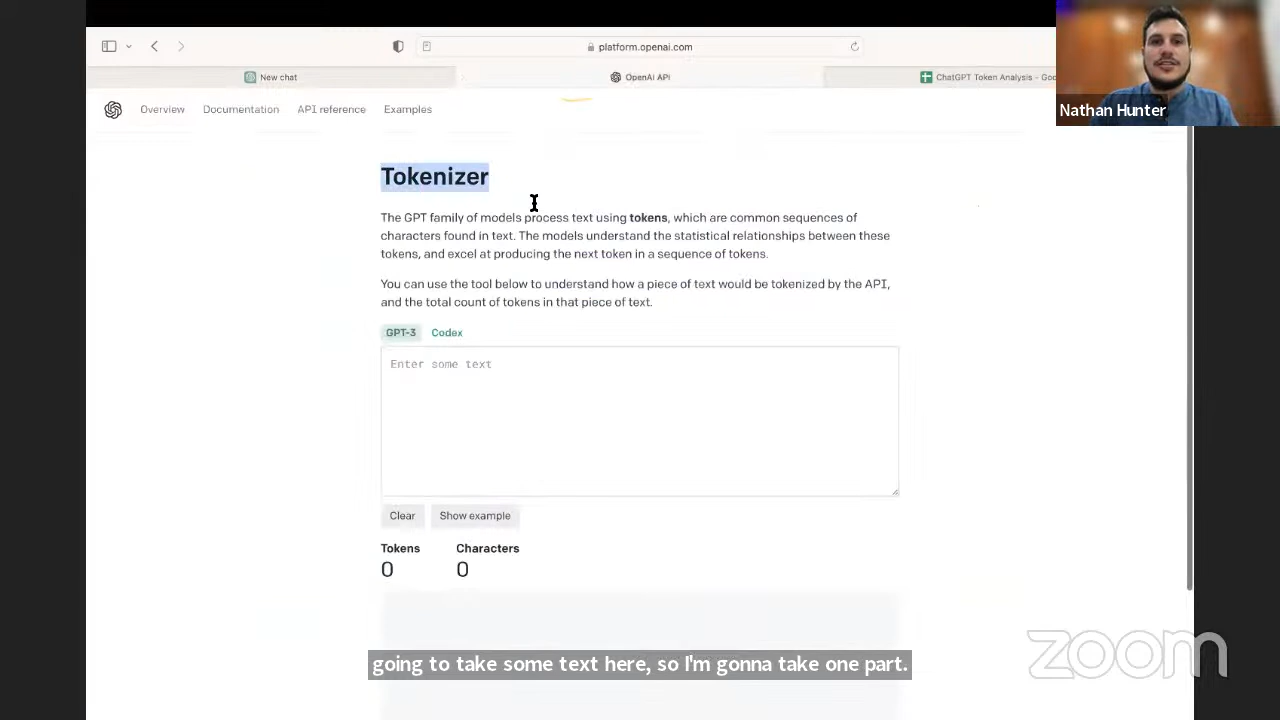 platform.openai.com
New chat
OpenAI API
ChatGPT Token Analysis - Goo
Nathan Hunter
Overview
Documentation
API reference
Examples
Tokenizer
The GPT family of models process text using tokens, which are common sequences of
characters found in text. The models understand the statistical relationships between these
tokens, and excel at producing the next token in a sequence of tokens.
You can use the tool below to understand how a piece of text would be tokenized by the API,
and the total count of tokens in that piece of text.
GPT-3 Codex
Enter some text
Clear
Show example
Tokens Characters
0 0
going to take some text here, so I'm gonna take one part.
zoom